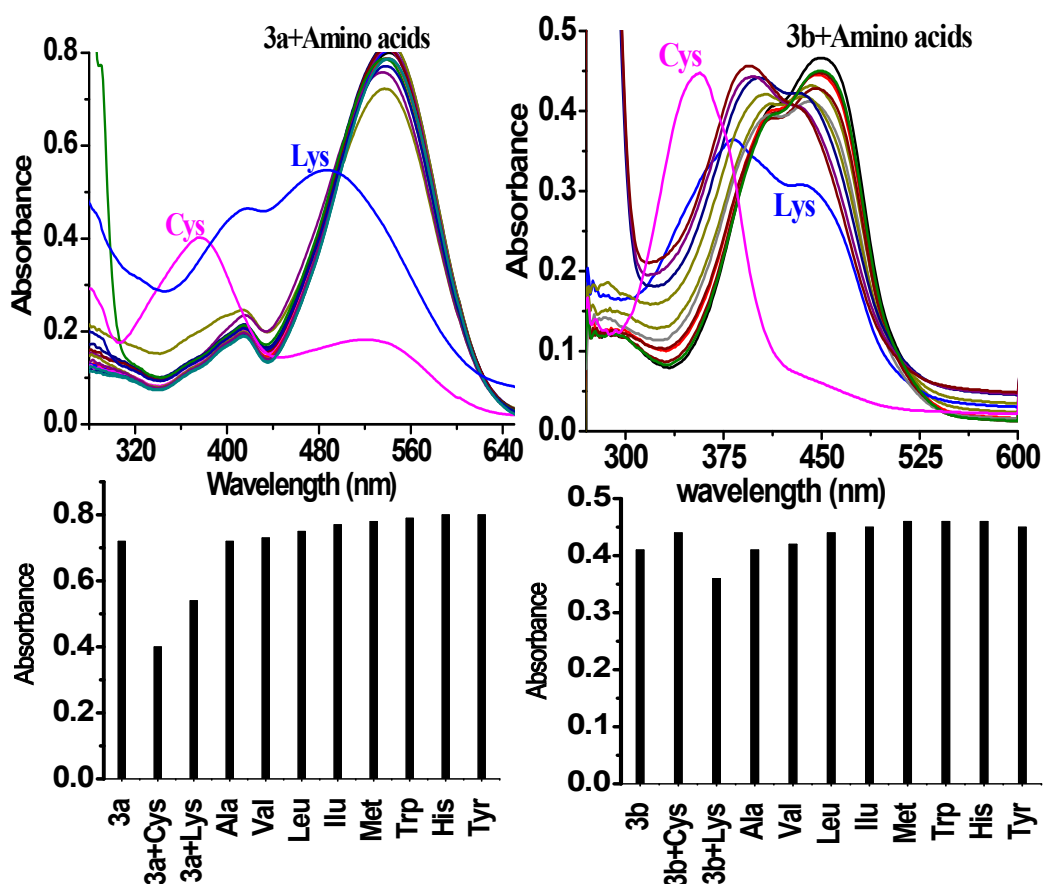 3a+Amino acids
Absorbance
0.8
0.6
0.4
0.2
0.0
Lys
Cys
320
400
480
560
640
Wavelength (nm)
3b+Amino acids
Absorbance
0.5
0.4
0.3
0.2
0.1
0.0
Cys
Lys
300
375
450
525
600
wavelength (nm)
Absorbance
0.8
0.6
0.4
0.2
0.0
3a
3a+Cys
3a+Lys
Ala
Val
Leu
Ilu
Met
Trp
His
Tyr
Absorbance
0.5
0.4
0.3
0.2
0.1
0.0
3b
3b+Cys
3b+Lys
Ala
Val
Leu
Ilu
Met
Trp
His
Tyr